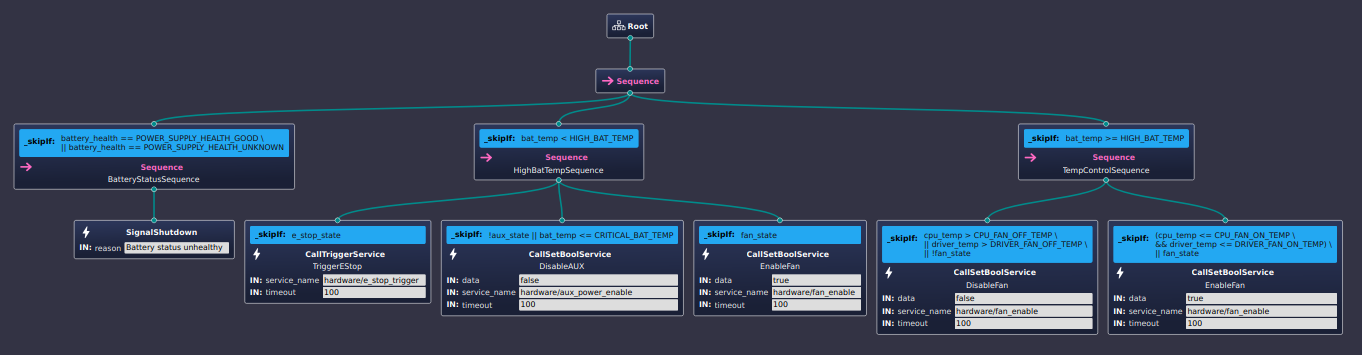 Root
Sequence
_skipIf: battery_health == POWER_SUPPLY_HEALTH_GOOD \
|| battery_health == POWER_SUPPLY_HEALTH_UNKNOWN
Sequence
BatteryStatusSequence
_skipIf: bat_temp < HIGH_BAT_TEMP
Sequence
HighBatTempSequence
_skipIf: bat_temp >= HIGH_BAT_TEMP
Sequence
TempControlSequence
SignalShutdown
IN: reason Battery status unhealthy
_skipIf: e_stop_state
CallTriggerService
TriggerEStop
IN: service_name hardware/e_stop_trigger
IN: timeout 100
_skipIf: !aux_state || bat_temp <= CRITICAL_BAT_TEMP
CallSetBoolService
DisableAUX
IN: data false
IN: service_name hardware/aux_power_enable
IN: timeout 100
_skipIf: fan_state
CallSetBoolService
EnableFan
IN: data true
IN: service_name hardware/fan_enable
IN: timeout 100
_skipIf: cpu_temp > CPU_FAN_OFF_TEMP \
|| driver_temp > DRIVER_FAN_OFF_TEMP \
|| !fan_state
CallSetBoolService
DisableFan
IN: data false
IN: service_name hardware/fan_enable
IN: timeout 100
_skipIf: (cpu_temp <= CPU_FAN_ON_TEMP \
&& driver_temp <= DRIVER_FAN_ON_TEMP) \
|| fan_state
CallSetBoolService
EnableFan
IN: data true
IN: service_name hardware/fan_enable
IN: timeout 100